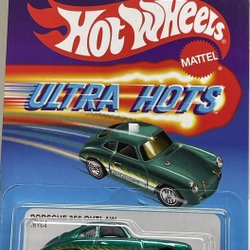 Hot Wheels
MATTEL
ULTRA HOTS
PORSCHE 356 OUTLAW